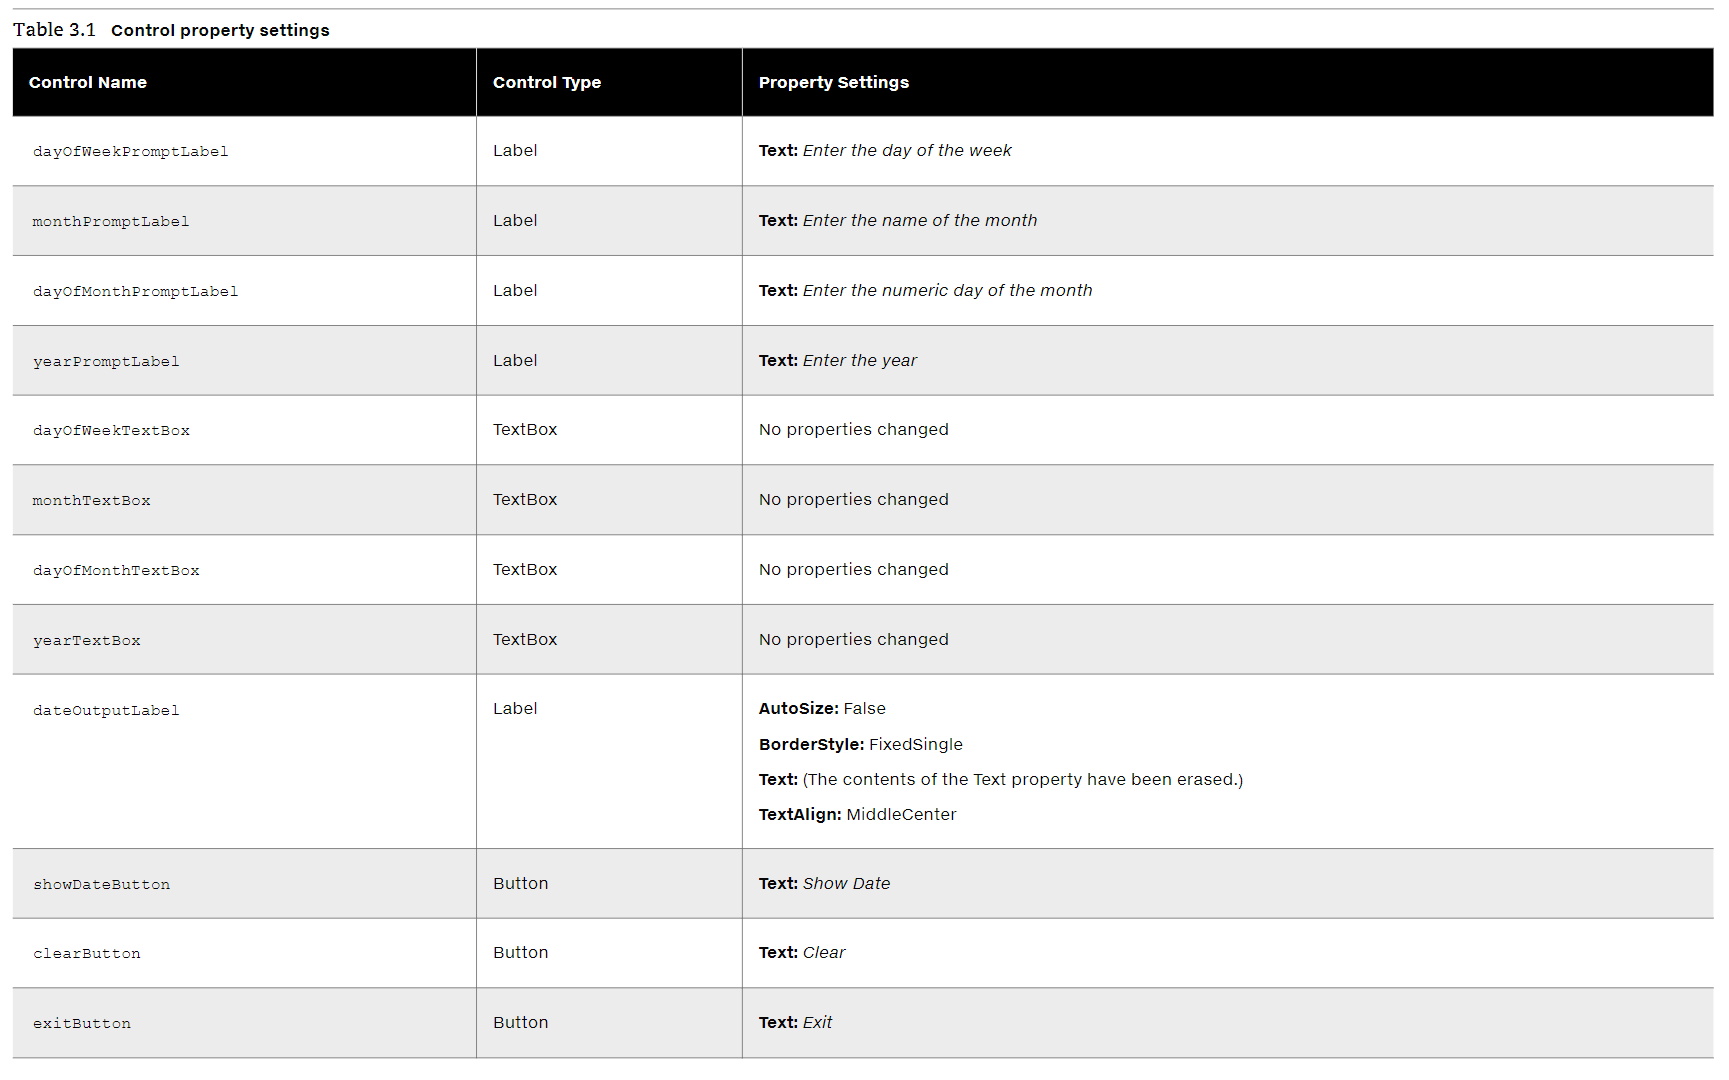 Table 3.1 Control property settings
Control Name Control Type Property Settings
dayOfWeekPromptLabel Label Text: Enter the day of the week
monthPromptLabel Label Text: Enter the name of the month
dayOfMonthPromptLabel Label Text: Enter the numeric day of the month
yearPromptLabel Label Text: Enter the year
dayOfWeekTextBox TextBox No properties changed
monthTextBox TextBox No properties changed
dayOfMonthTextBox TextBox No properties changed
yearTextBox TextBox No properties changed
dateOutputLabel Label AutoSize: False
BorderStyle: FixedSingle
Text: (The contents of the Text property have been erased.)
TextAlign: MiddleCenter
showDateButton Button Text: Show Date
clearButton Button Text: Clear
exitButton Button Text: Exit